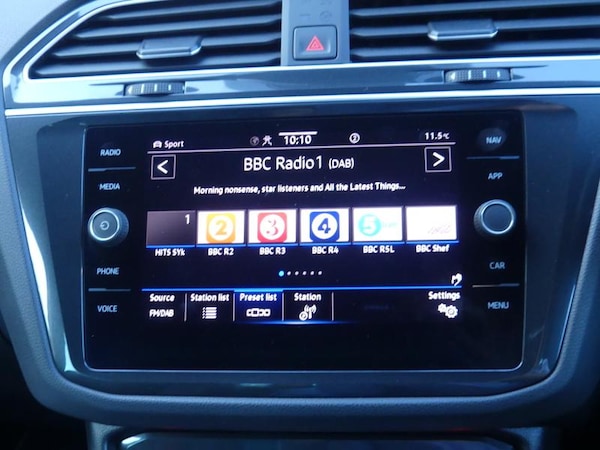 RADIO
MEDIA
PHONE
VOICE
Sport
10:10
2
11.5°C
< BBC Radio1 (DAB) >
Morning nonsense, star listeners and All the Latest Things...
1 2 3 4 5
HITS SYk BBC R2 BBC R3 BBC R4 BBC R5L BBC Shef
Source Station list Preset list Station Settings
FM/DAB
NAV
APP
CAR
MENU